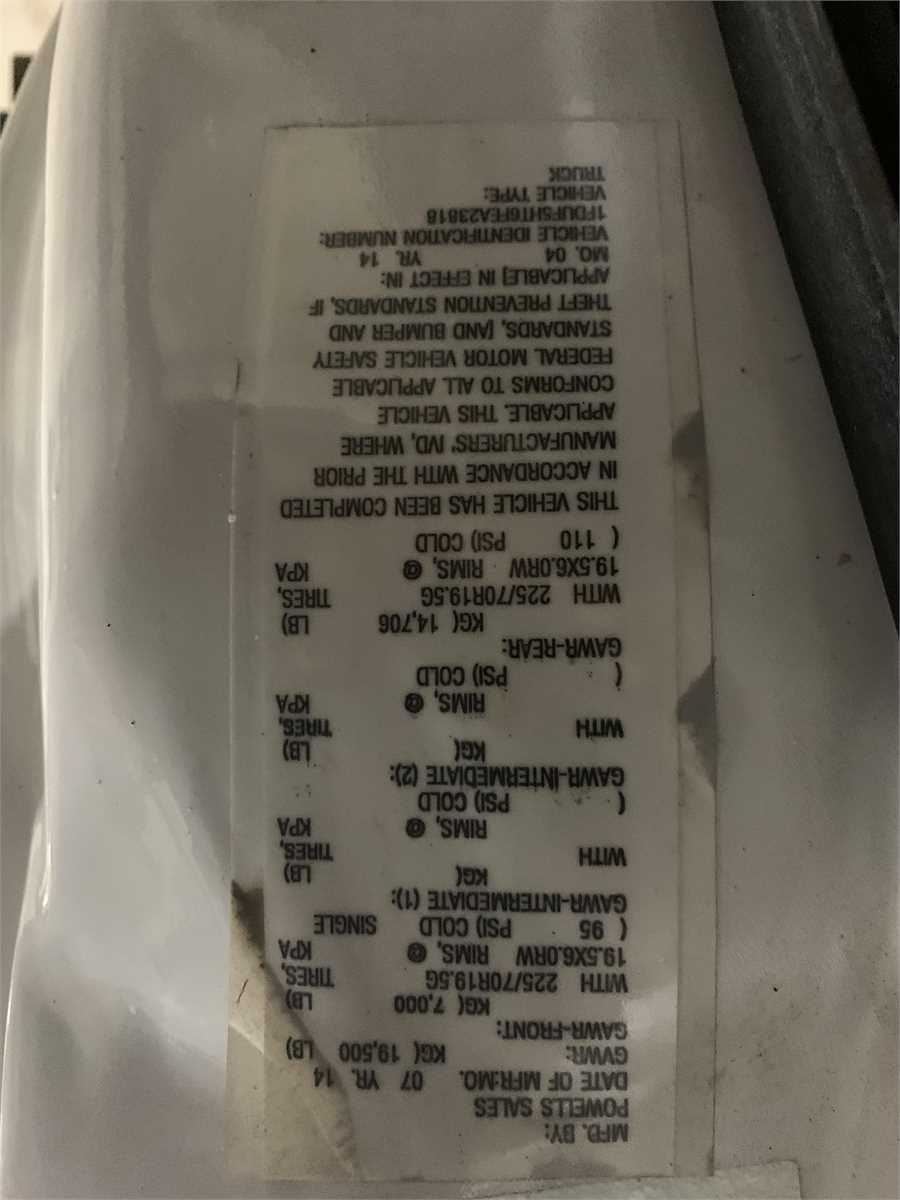 MFD. BY:
POWELLS SALES
DATE OF MFR:MO. 07 YR. 14
GVWR: KG( 19,500 LB)
GAWR-FRONT:
KG( 7,000 LB)
WITH 225/70R19.5G TIRES,
19.5X6.0RW RIMS, @ KPA
( 95 PSI) COLD SINGLE
GAWR-INTERMEDIATE (1):
KG( LB)
WITH TIRES,
RIMS, @ KPA
( PSI) COLD
GAWR-INTERMEDIATE (2):
KG( LB)
WITH TIRES,
RIMS, @ KPA
( PSI) COLD
GAWR-REAR:
KG( 14,706 LB)
WITH 225/70R19.5G TIRES,
19.5X6.0RW RIMS, @ KPA
( 110 PSI) COLD
THIS VEHICLE HAS BEEN COMPLETED
IN ACCORDANCE WITH THE PRIOR
MANUFACTURERS' IVD, WHERE
APPLICABLE. THIS VEHICLE
CONFORMS TO ALL APPLICABLE
FEDERAL MOTOR VEHICLE SAFETY
STANDARDS, [AND BUMPER AND
THEFT PREVENTION STANDARDS, IF
APPLICABLE] IN EFFECT IN:
MO. 04 YR. 14
VEHICLE IDENTIFICATION NUMBER:
1FDUF5HT6FEA23818
VEHICLE TYPE:
TRUCK